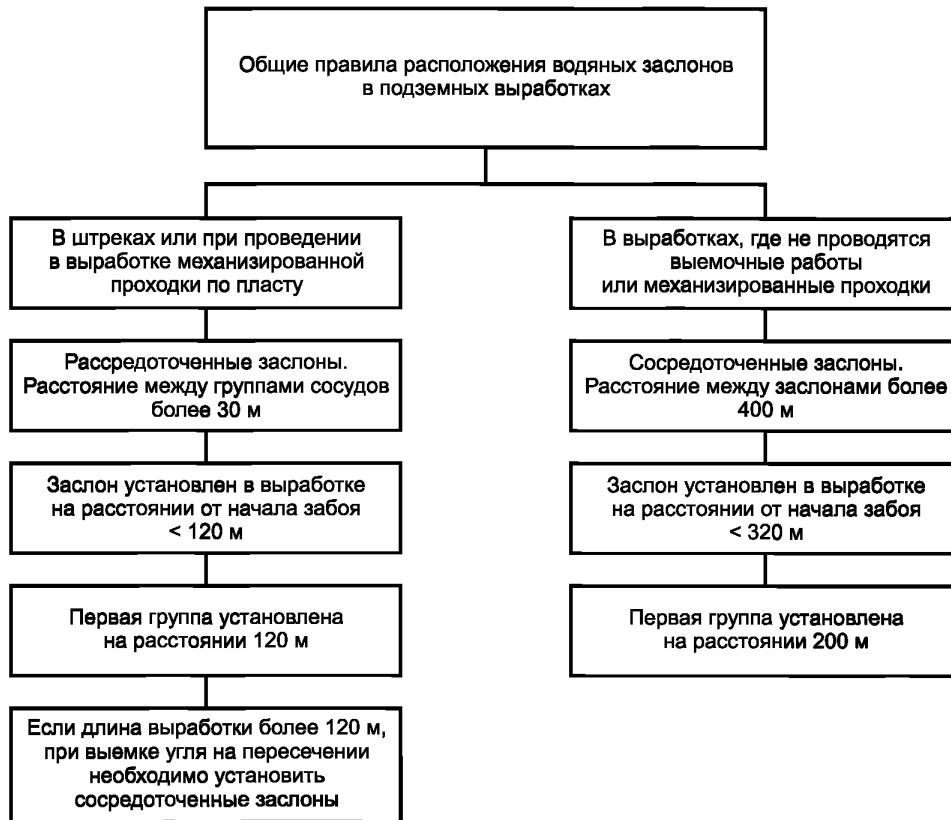 Общие правила расположения водяных заслонов
в подземных выработках
В штреках или при проведении
в выработке механизированной
проходки по пласту
Рассредоточенные заслоны.
Расстояние между группами сосудов
более 30 м
Заслон установлен в выработке
на расстоянии от начала забоя
< 120 м
Первая группа установлена
на расстоянии 120 м
Если длина выработки более 120 м,
при выемке угля на пересечении
необходимо установить
сосредоточенные заслоны
В выработках, где не проводятся
выемочные работы
или механизированные проходки
Сосредоточенные заслоны.
Расстояние между заслонами более
400 м
Заслон установлен в выработке
на расстоянии от начала забоя
< 320 м
Первая группа установлена
на расстоянии 200 м